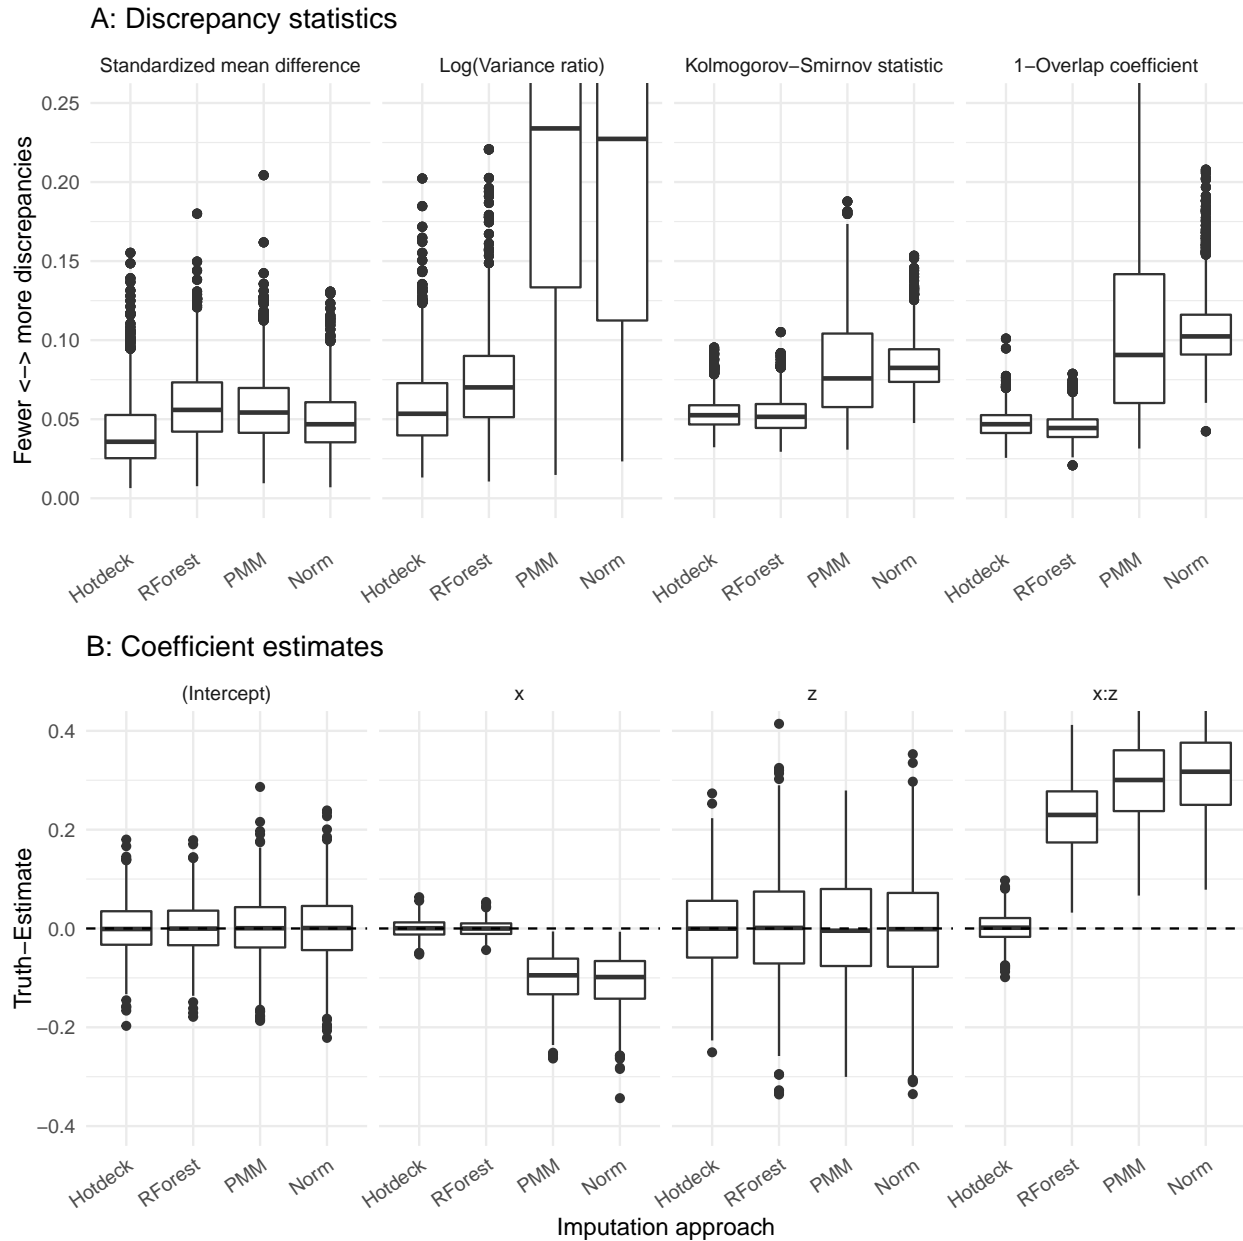 A: Discrepancy statistics
Standardized mean difference
Log(Variance ratio)
Kolmogorov−Smirnov statistic
1−Overlap coefficient
Fewer <−> more discrepancies
0.25
0.20
0.15
0.10
0.05
0.00
Hotdeck RForest PMM Norm Hotdeck RForest PMM Norm Hotdeck RForest PMM Norm Hotdeck RForest PMM Norm
B: Coefficient estimates
(Intercept)
x
z
x:z
Truth−Estimate
0.4
0.2
0.0
−0.2
−0.4
Hotdeck RForest PMM Norm Hotdeck RForest PMM Norm Hotdeck RForest PMM Norm Hotdeck RForest PMM Norm
Imputation approach